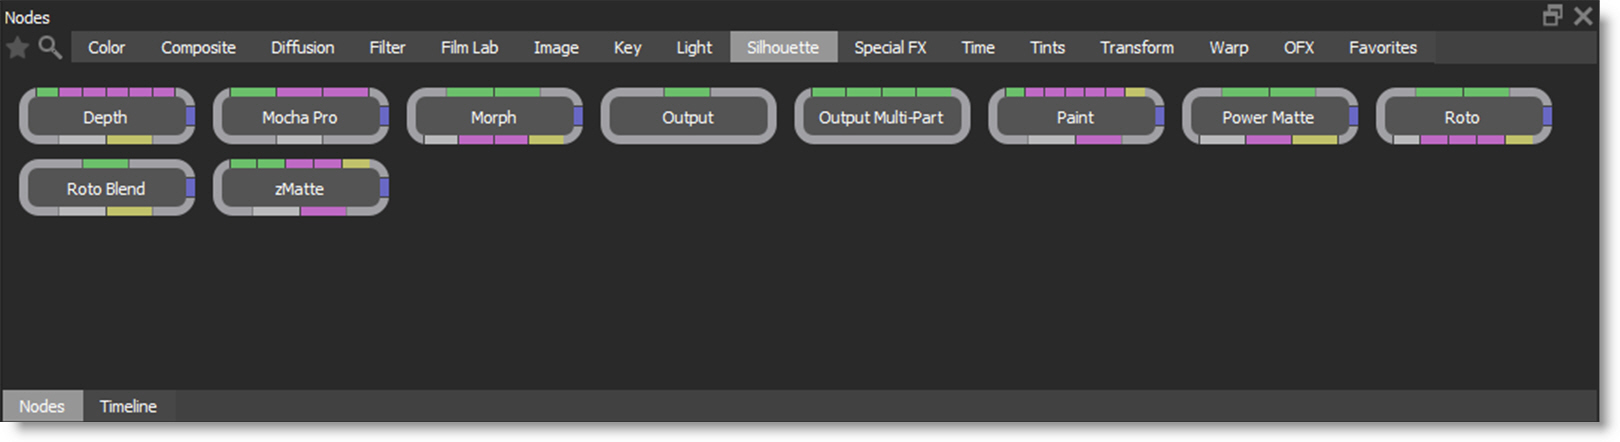 Nodes
Color Composite Diffusion Filter Film Lab Image Key Light Silhouette Special FX Time Tints Transform Warp OFX Favorites
Depth Mocha Pro Morph Output Output Multi-Part Paint Power Matte Roto
Roto Blend zMatte
Nodes Timeline